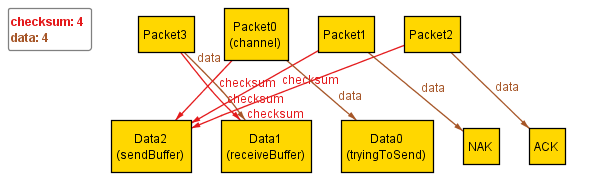 checksum: 4
data: 4
Packet3
Packet0
(channel)
Packet1
Packet2
data
checksum
checksum
data
data
data
checksum
checksum
Data2
(sendBuffer)
Data1
(receiveBuffer)
Data0
(tryingToSend)
NAK
ACK